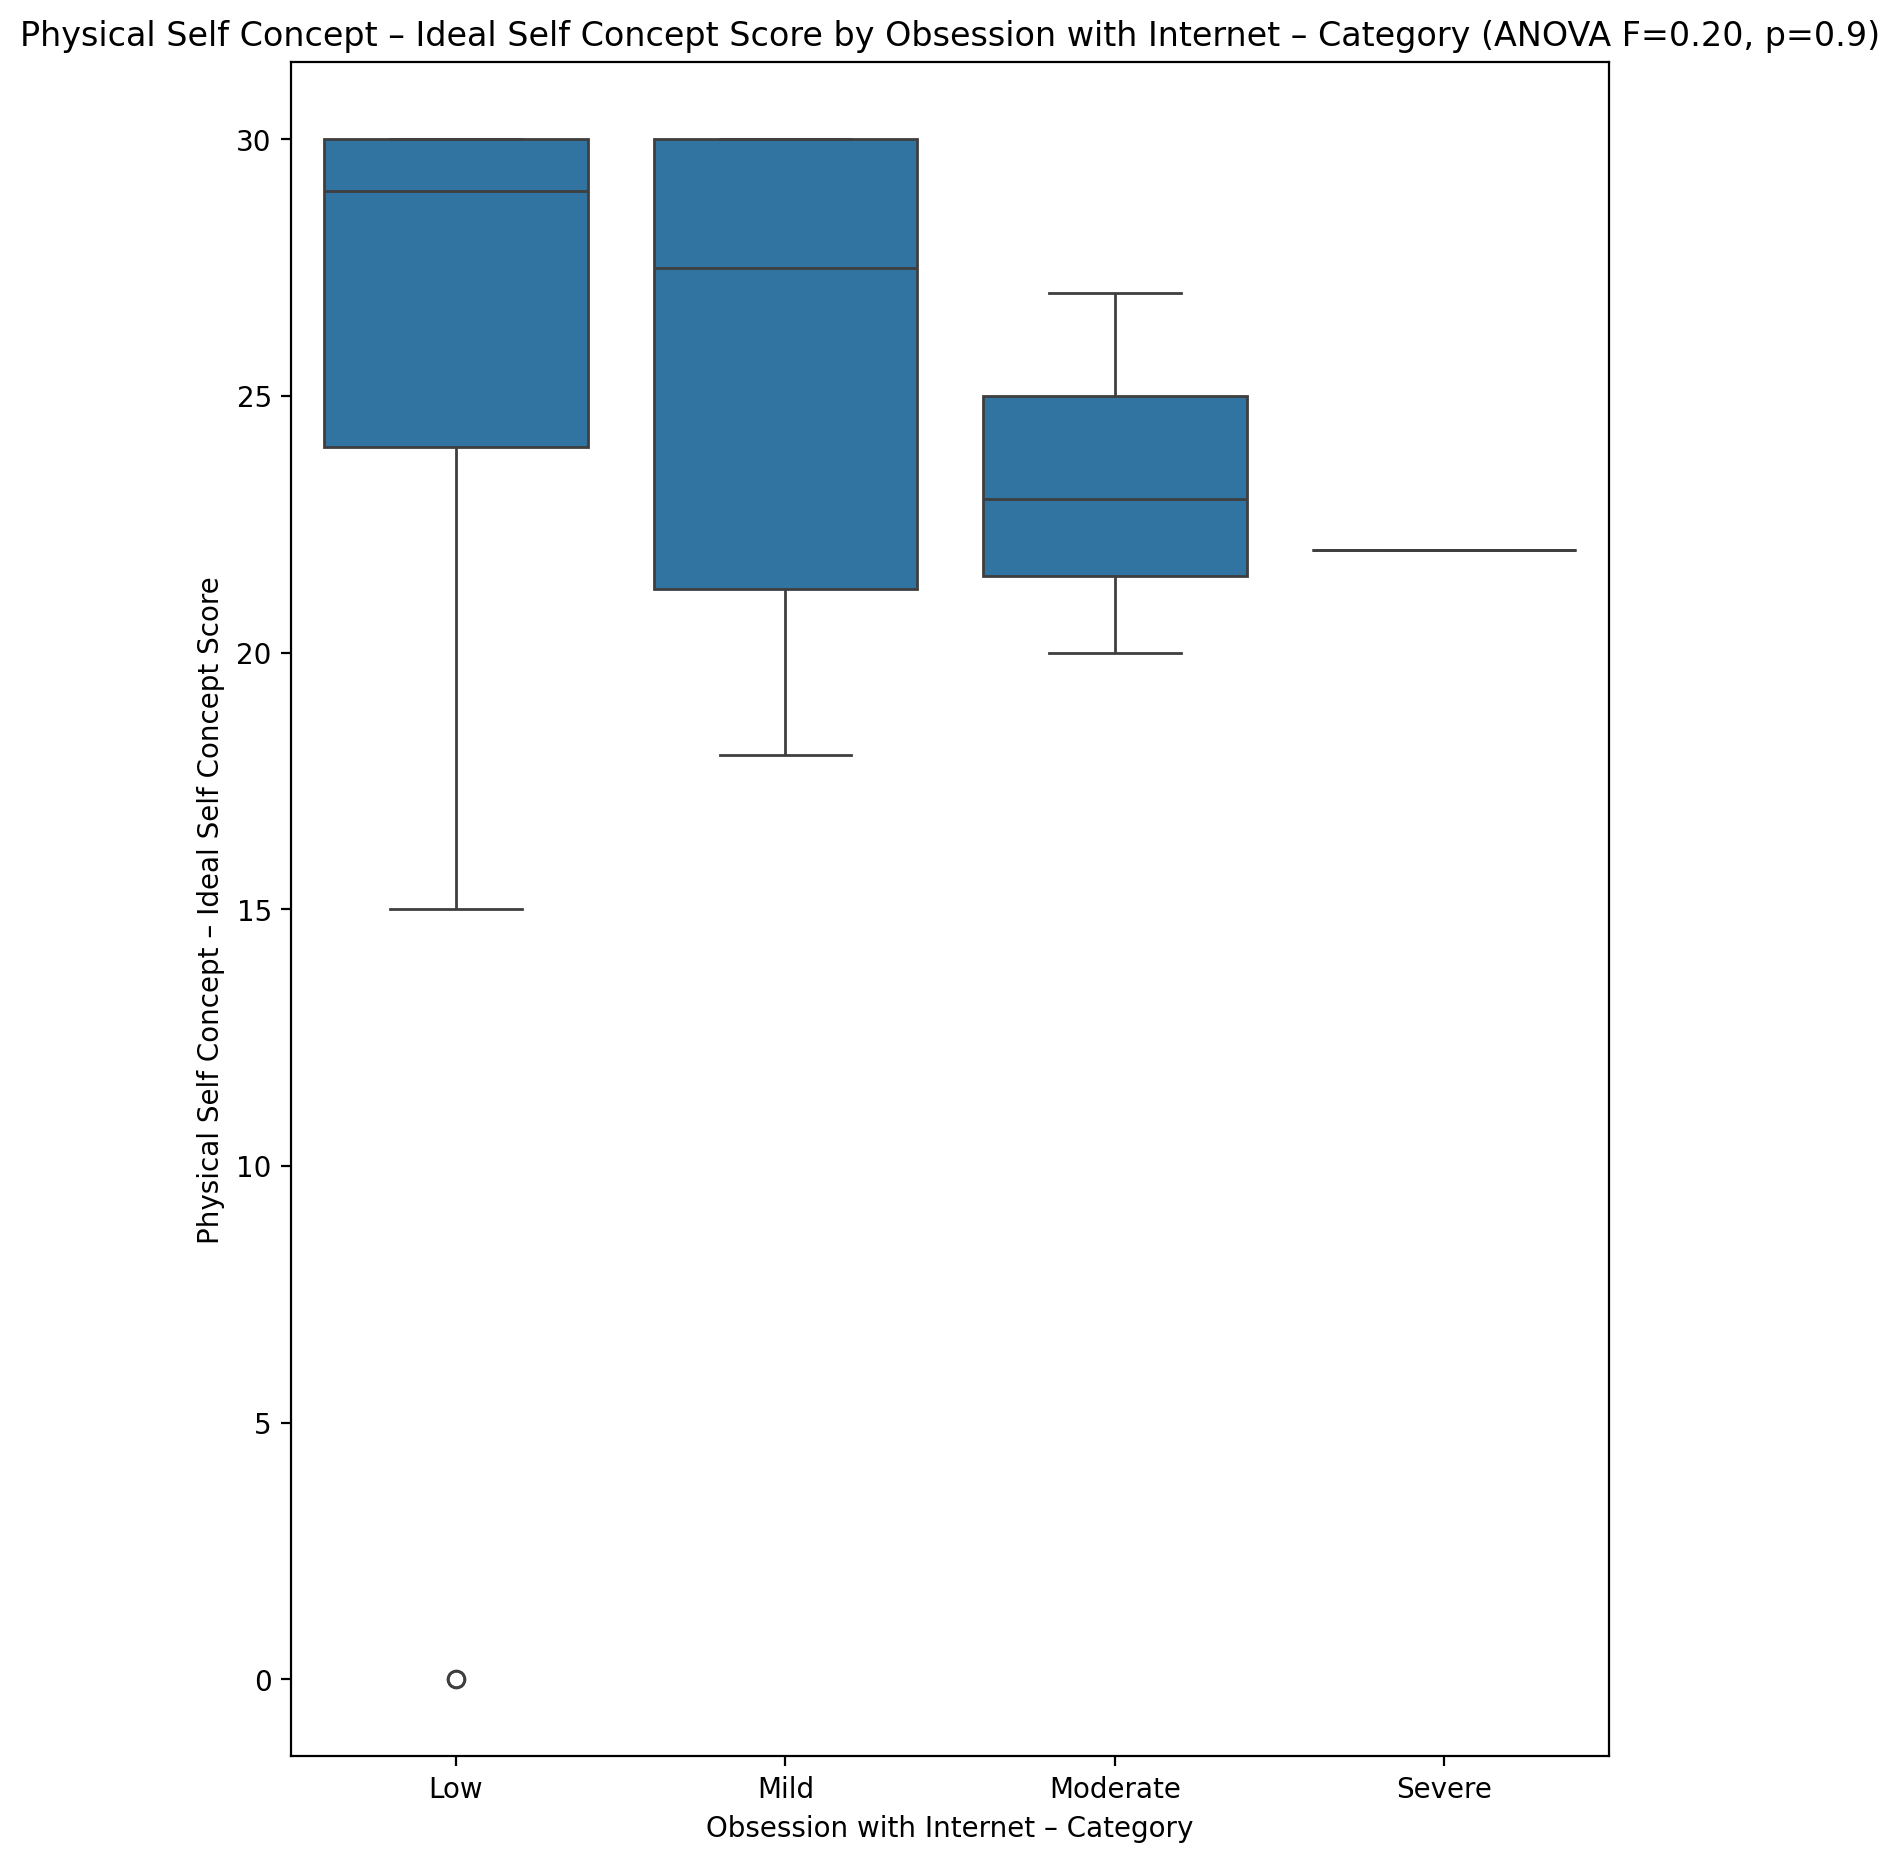 Physical Self Concept – Ideal Self Concept Score by Obsession with Internet – Category (ANOVA F=0.20, p=0.9)
Physical Self Concept – Ideal Self Concept Score
30
25
20
15
10
5
0
Low Mild Moderate Severe
Obsession with Internet – Category